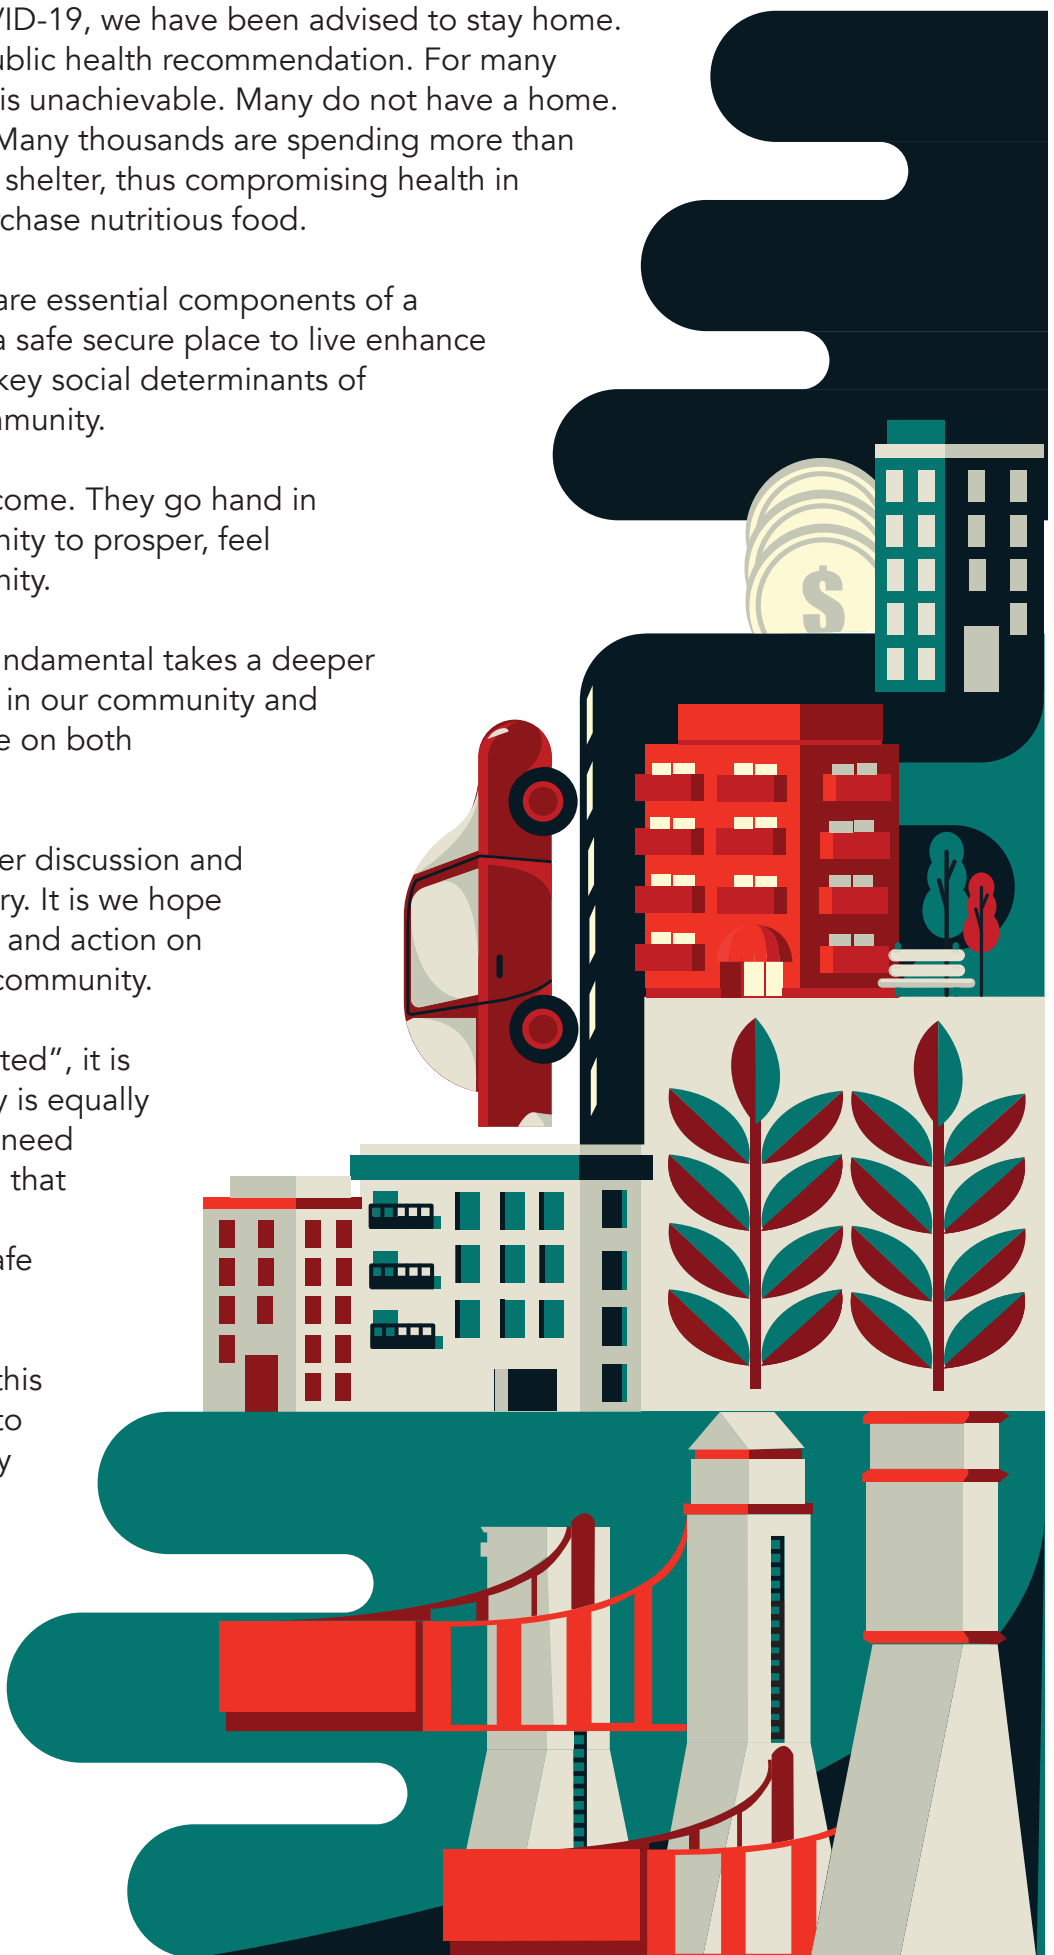 VID-19, we have been advised to stay home.
ublic health recommendation. For many
is unachievable. Many do not have a home.
Many thousands are spending more than
shelter, thus compromising health in
rchase nutritious food.
are essential components of a
a safe secure place to live enhance
key social determinants of
mmunity.
come. They go hand in
nity to prosper, feel
nity.
undamental takes a deeper
in our community and
e on both
er discussion and
ry. It is we hope
and action on
community.
ted”, it is
y is equally
need
that
afe
this
to
y
$